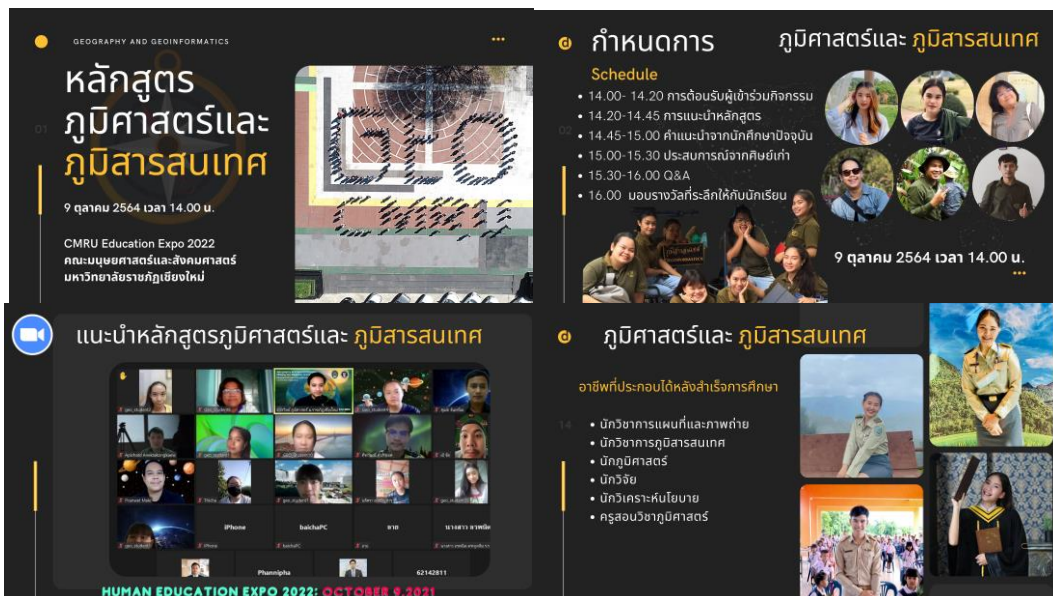 GEOGRAPHY AND GEOINFORMATICS
หลักสูตร
ภูมิศาสตร์และ
ภูมิสารสนเทศ
01
9 ตุลาคม 2564 เวลา 14.00 น.
CMRU Education Expo 2022
คณะมนุษยศาสตร์และสังคมศาสตร์
มหาวิทยาลัยราชภัฏเชียงใหม่
GEO
CMRU
กำหนดการ
ภูมิศาสตร์และ ภูมิสารสนเทศ
Schedule
02
• 14.00- 14.20 การต้อนรับผู้เข้าร่วมกิจกรรม
• 14.20-14.45 การแนะนำหลักสูตร
• 14.45-15.00 คำแนะนำจากนักศึกษาปัจจุบัน
• 15.00-15.30 ประสบการณ์จากศิษย์เก่า
• 15.30-16.00 Q&A
• 16.00 มอบรางวัลที่ระลึกให้กับนักเรียน
9 ตุลาคม 2564 เวลา 14.00 น.
แนะนำหลักสูตรภูมิศาสตร์และ ภูมิสารสนเทศ
iPhone
baichaPC
Phannipha
62142811
HUMAN EDUCATION EXPO 2022: OCTOBER 9,2021
ภูมิศาสตร์และ ภูมิสารสนเทศ
อาชีพที่ประกอบได้หลังสำเร็จการศึกษา
14
• นักวิชาการแผนที่และภาพถ่าย
• นักวิชาการภูมิสารสนเทศ
• นักภูมิศาสตร์
• นักวิจัย
• นักวิเคราะห์นโยบาย
• ครูสอนวิชาภูมิศาสตร์